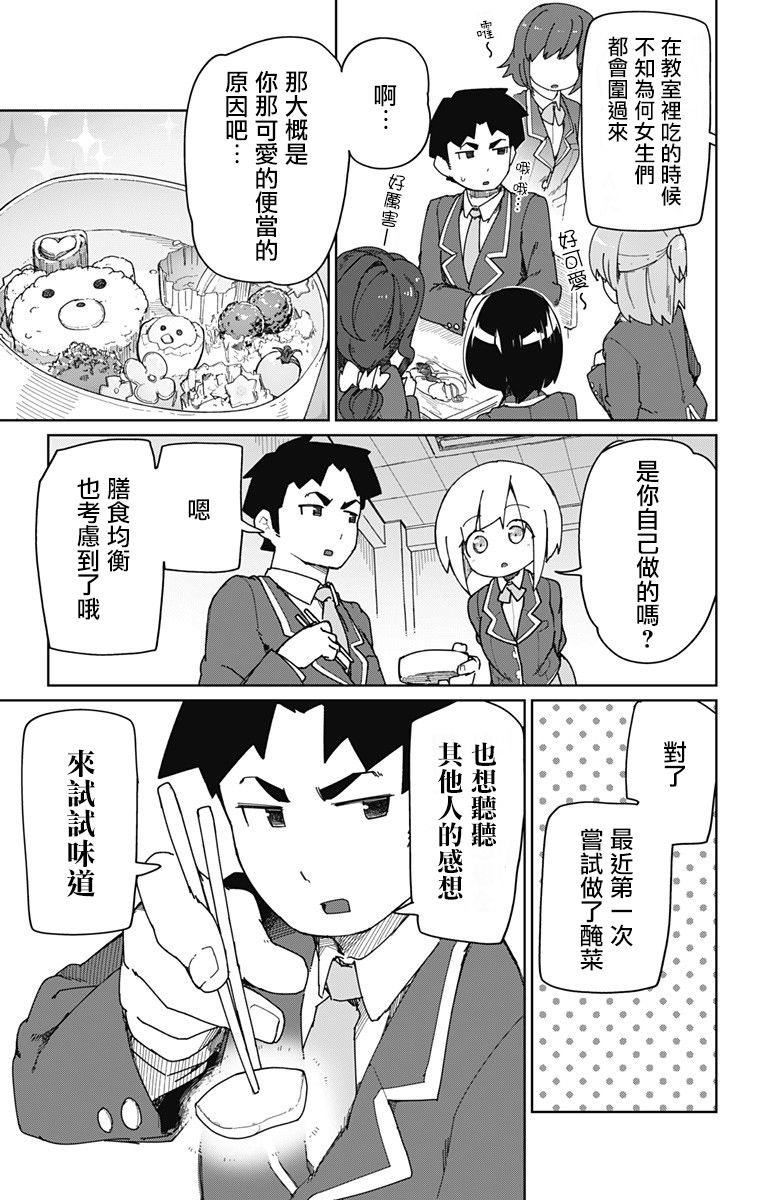 在教室裡吃的時候
不知為何女生們
都會圍過來
嚯～
啊…
哦·哦…
好厲害ー
好可愛～
那大概是
你那可愛的便當的
原因吧…
是你自己做的嗎?
嗯
膳食均衡
也考慮到了哦
對了
最近第一次
嘗試做了醃菜
也想聽聽
其他人的感想
來試試味道